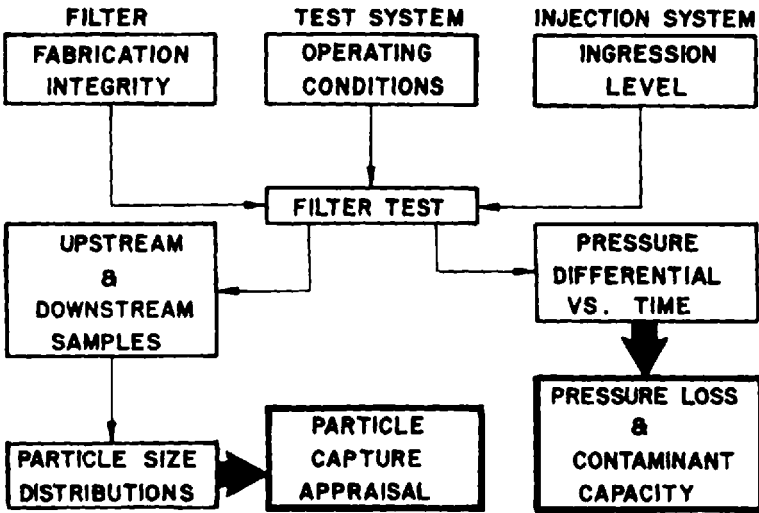 FILTER
FABRICATION
INTEGRITY
TEST SYSTEM
OPERATING
CONDITIONS
INJECTION SYSTEM
INGRESSION
LEVEL
FILTER TEST
UPSTREAM
&
DOWNSTREAM
SAMPLES
PRESSURE
DIFFERENTIAL
VS. TIME
PARTICLE SIZE
DISTRIBUTIONS
PARTICLE
CAPTURE
APPRAISAL
PRESSURE LOSS
&
CONTAMINANT
CAPACITY